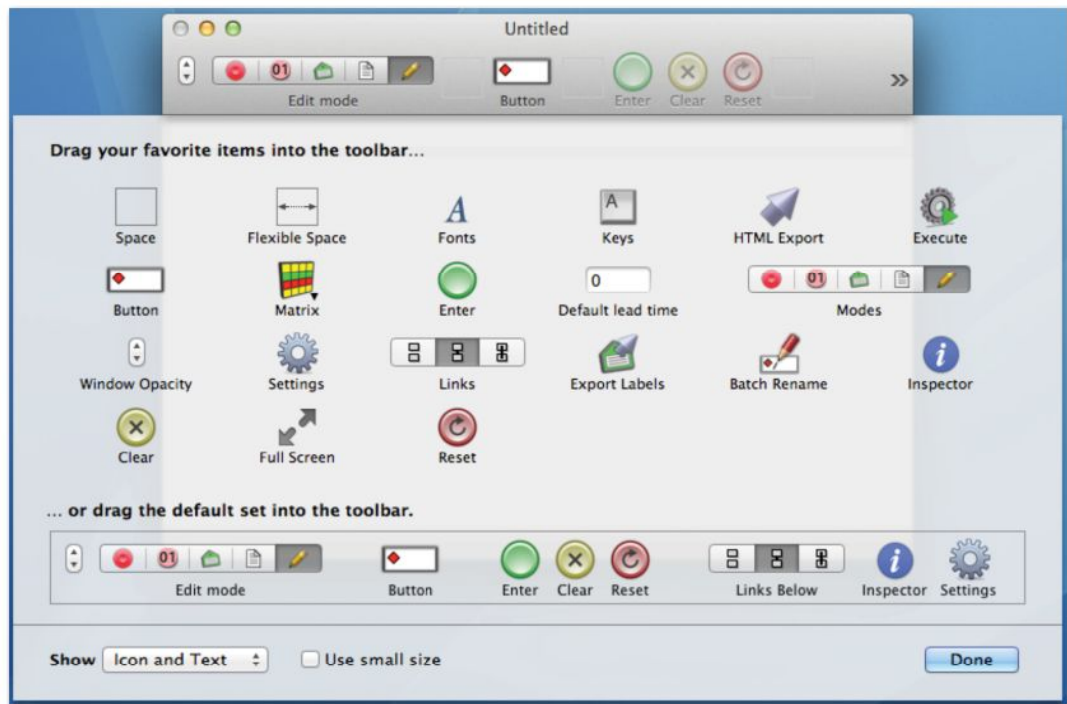 Untitled
01
Edit mode
Button
Enter
Clear
Reset
»
Drag your favorite items into the toolbar...
Space
Flexible Space
Fonts
A
A
Keys
HTML Export
Execute
Button
Matrix
Enter
0
Default lead time
01
Modes
Window Opacity
Settings
Links
Export Labels
Batch Rename
i
Inspector
Clear
Full Screen
Reset
... or drag the default set into the toolbar.
01
Edit mode
Button
Enter
Clear
Reset
Links Below
i
Inspector
Settings
Show Icon and Text
Use small size
Done